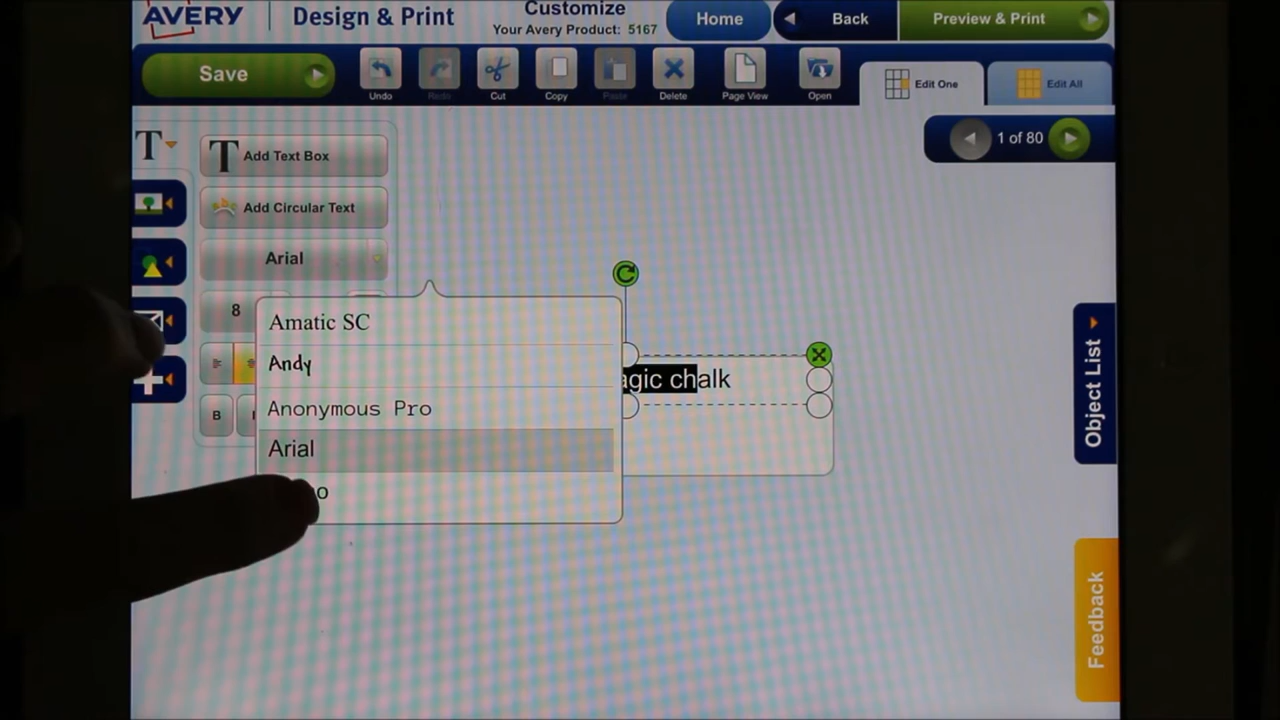 AVERY
Design & Print
Customize
Your Avery Product: 5167
Home
Back
Preview & Print
Save
Undo
Redo
Cut
Copy
Paste
Delete
Page View
Open
Edit One
Edit All
1 of 80
T
T Add Text Box
Add Circular Text
Arial
8
B
Amatic SC
Andy
Anonymous Pro
Arial
agic chalk
Object List
Feedback